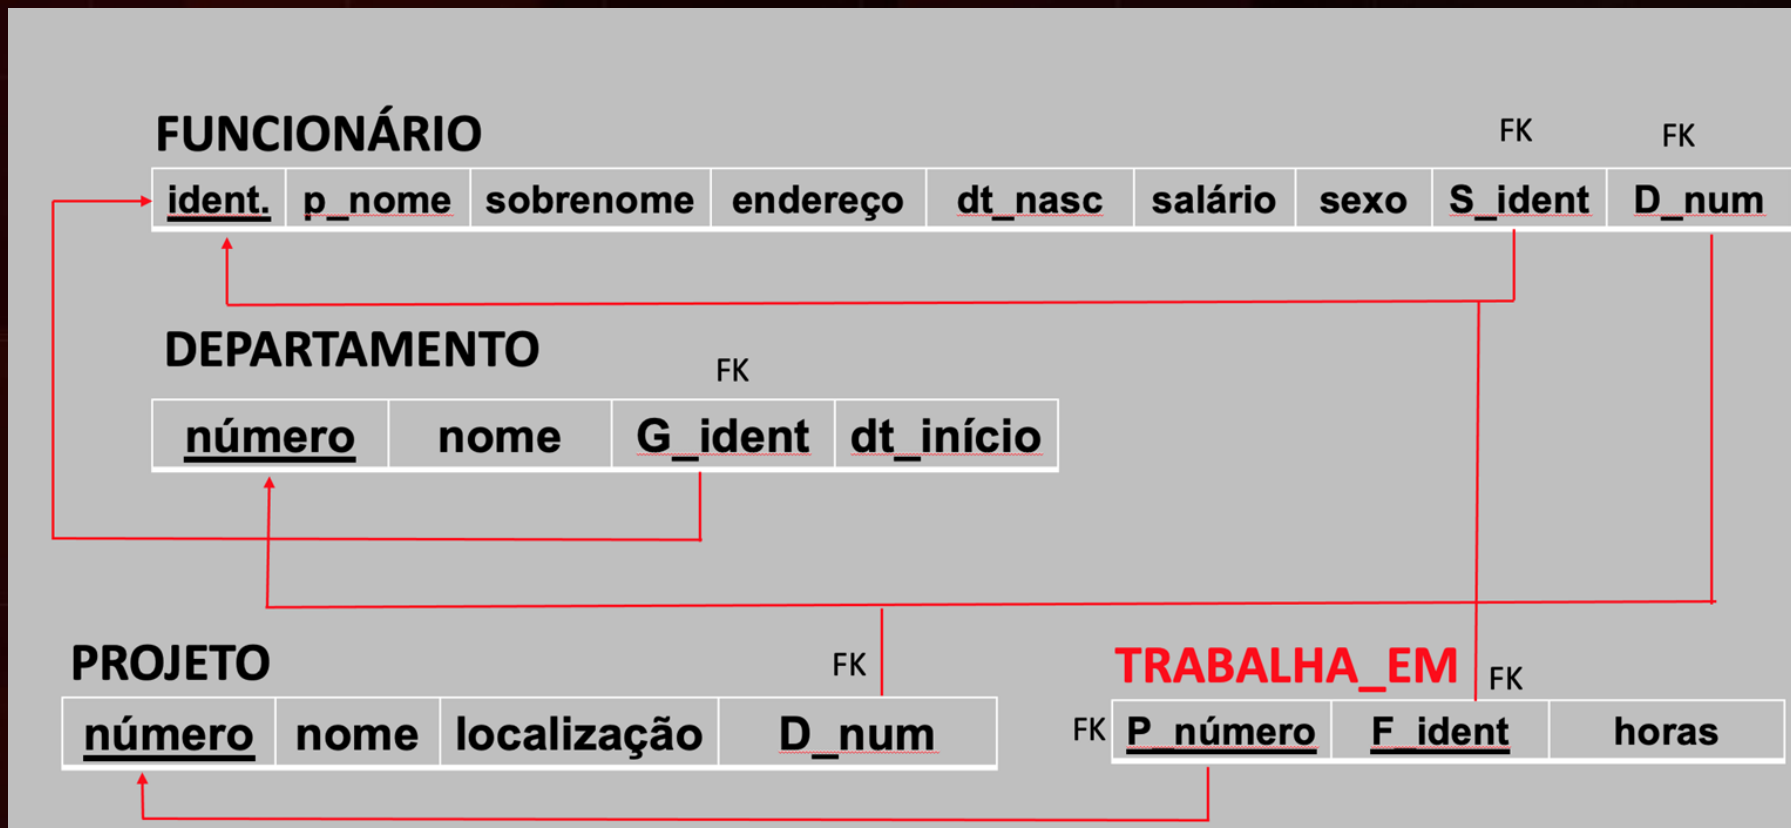 FUNCIONÁRIO
FK FK
ident. p_nome sobrenome endereço dt_nasc salário sexo S_ident D_num
DEPARTAMENTO
FK
número nome G_ident dt_início
PROJETO
FK
número nome localização D_num
TRABALHA_EM
FK
FK P_número F_ident horas